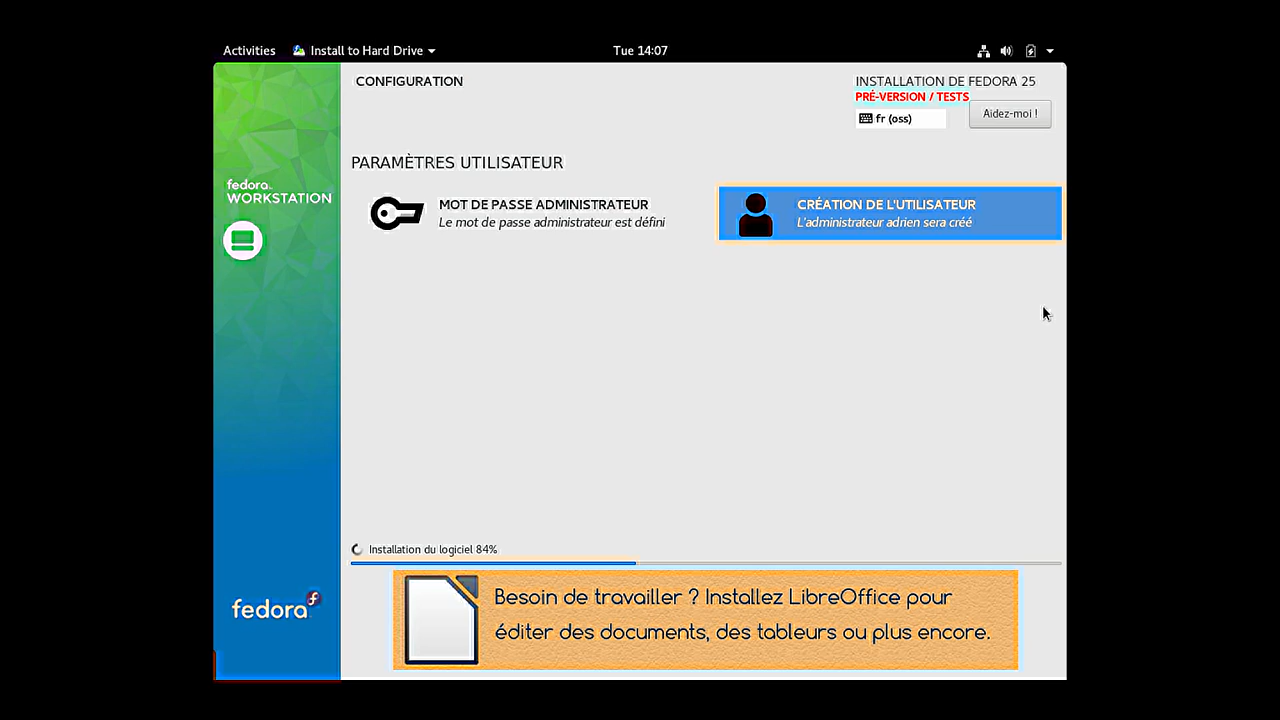 Activities
Install to Hard Drive
Tue 14:07
CONFIGURATION
INSTALLATION DE FEDORA 25
PRÉ-VERSION / TESTS
fr (oss)
Aidez-moi !
fedora
WORKSTATION
PARAMÈTRES UTILISATEUR
MOT DE PASSE ADMINISTRATEUR
Le mot de passe administrateur est défini
CRÉATION DE L'UTILISATEUR
L'administrateur adrien sera créé
Installation du logiciel 84%
Besoin de travailler ? Installez LibreOffice pour
éditer des documents, des tableurs ou plus encore.
fedora